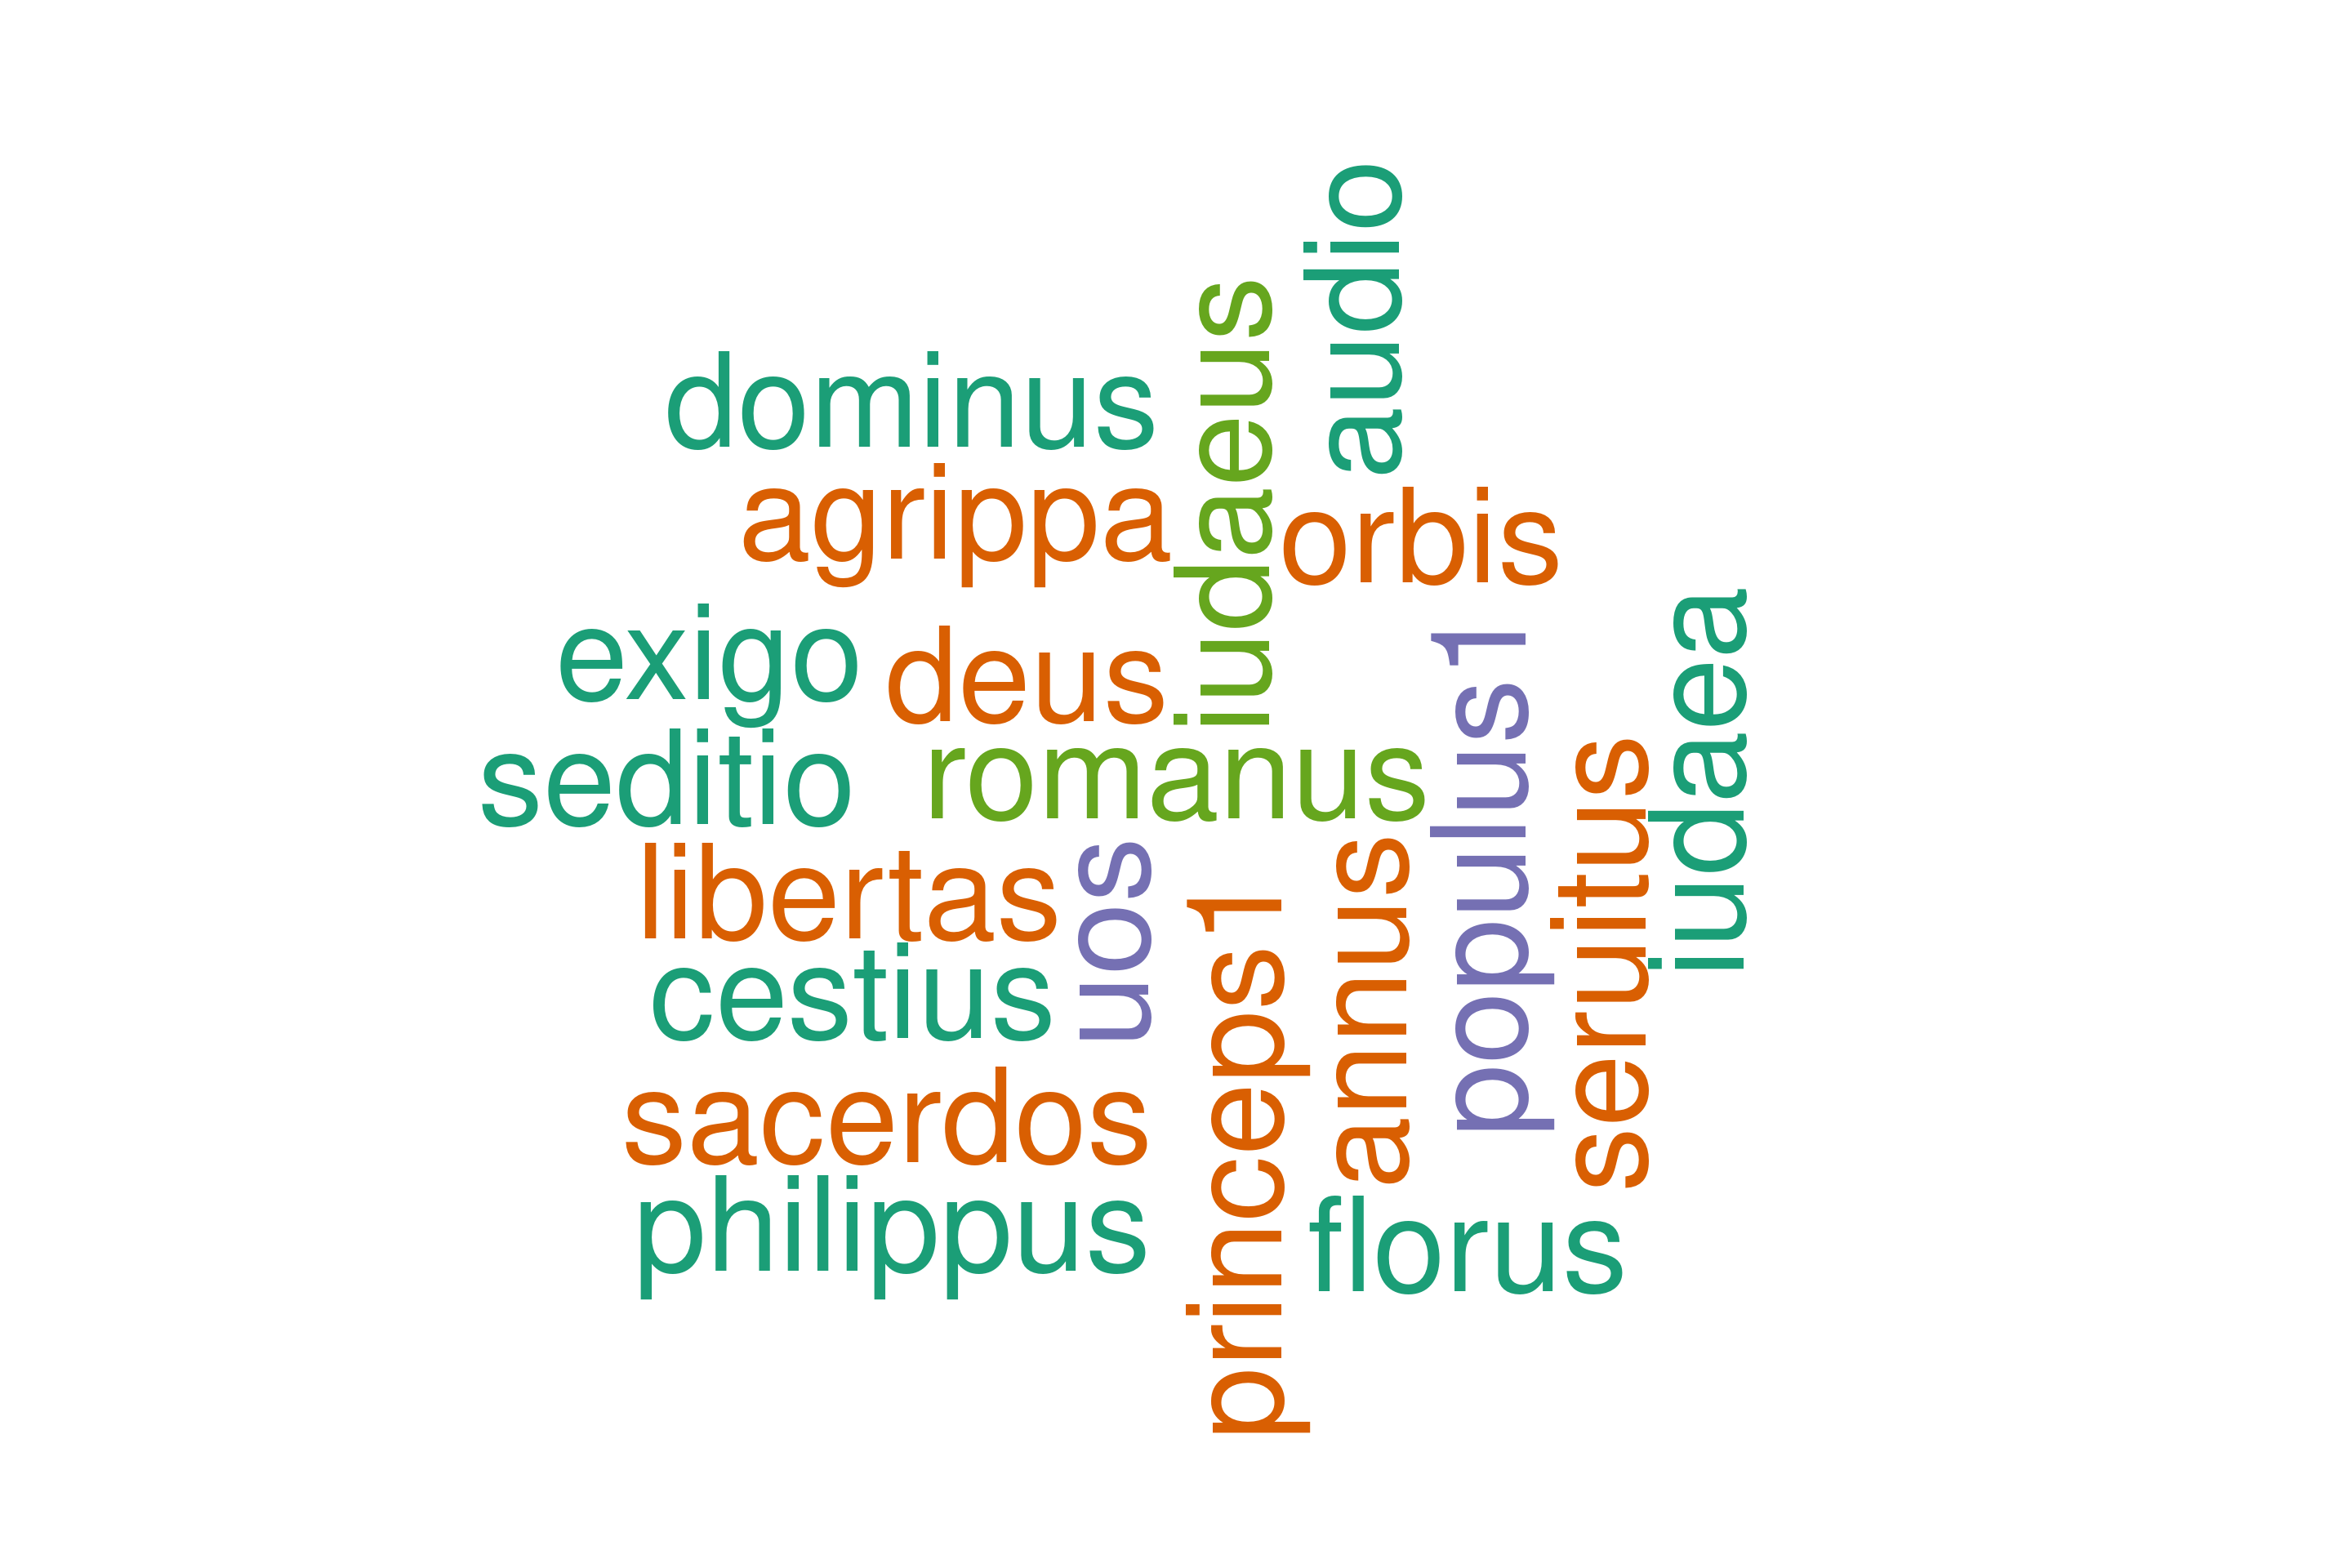 audio
iudaeus
dominus
agrippa
orbis
exigo
deus
populus1
iudaea
seditio
romanus
seruitus
libertas
uos
annus
princeps1
cestius
sacerdos
philippus
florus